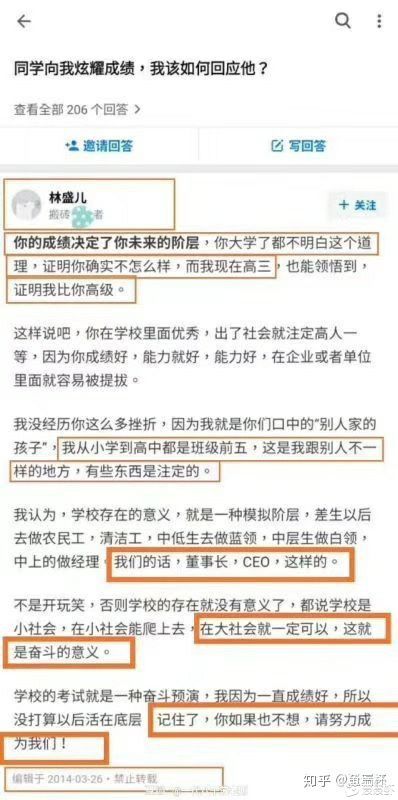 同学向我炫耀成绩，我该如何回应他？
查看全部 206 个回答
邀请回答
写回答
林盛儿
搬砖
者
关注
你的成绩决定了你未来的阶层，你大学了都不明白这个道
理，证明你确实不怎么样，而我现在高三，也能领悟到，
证明我比你高级。
这样说吧，你在学校里面优秀，出了社会就注定高人一
等，因为你成绩好，能力就好，能力好，在企业或者单位
里面就容易被提拔。
我没经历你这么多挫折，因为我就是你们口中的“别人家的
孩子”，我从小学到高中都是班级前五，这是我跟别人不一
样的地方，有些东西是注定的。
我认为，学校存在的意义，就是一种模拟阶层，差生以后
去做农民工，清洁工，中低生去做蓝领，中层生做白领，
中上的做经理。我们的话，董事长，CEO，这样的。
不是开玩笑，否则学校的存在就没有意义了，都说学校是
小社会，在小社会能爬上去，在大社会就一定可以，这就
是奋斗的意义。
学校的考试就是一种奋斗预演，我因为一直成绩好，所以
没打算以后活在底层 记住了，你如果也不想，请努力成
为我们！
编辑于 2014-03-26・禁止转载
知乎